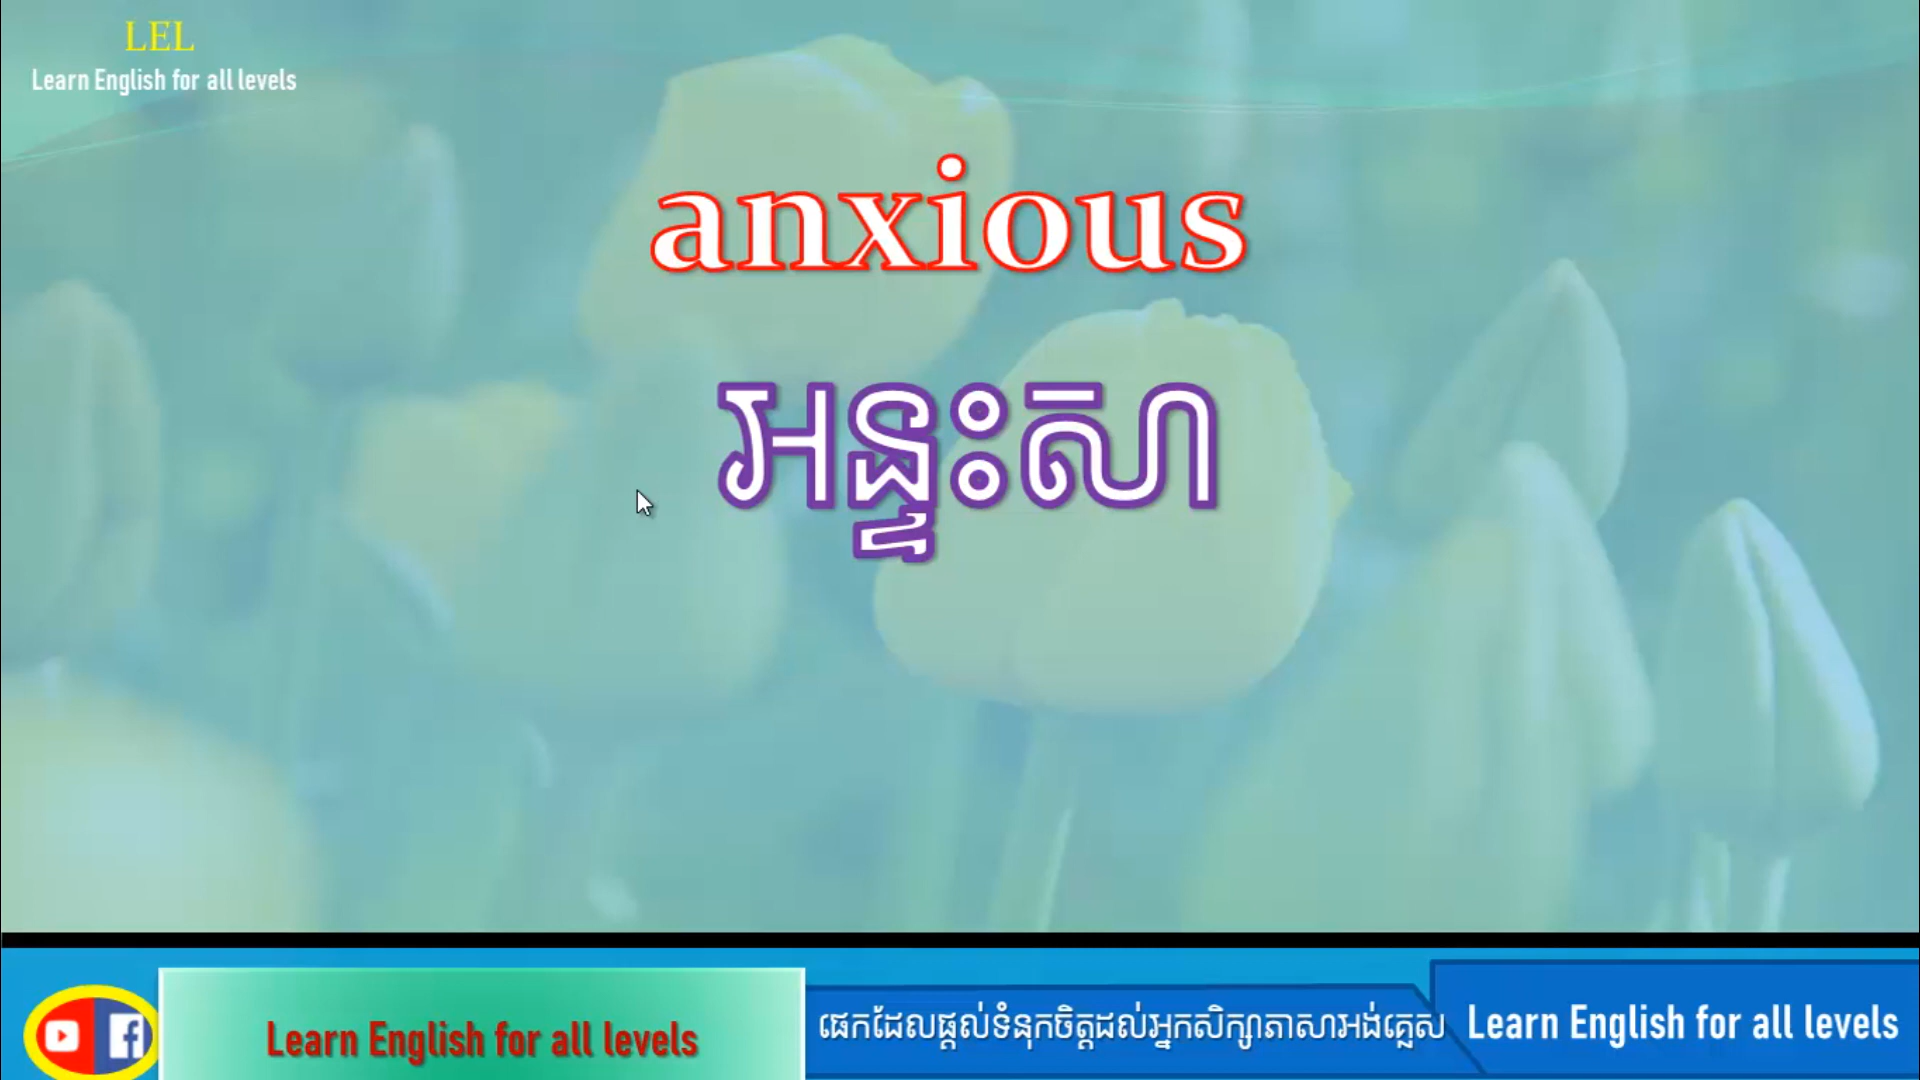 LEL
Learn English for all levels
anxious
អន្ទះសា
Learn English for all levels
ផេកដែលផ្តល់ទំនុកចិត្តដល់អ្នកសិក្សាភាសាអង់គ្លេស
Learn English for all levels